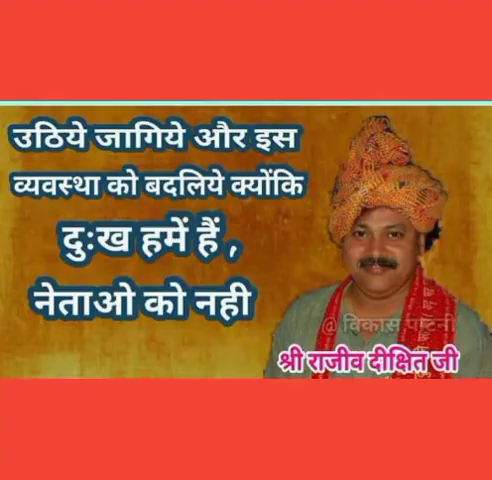 उठिये जागिये और इस
व्यवस्था को बदलिये क्योंकि
दुःख हमें हैं ,
नेताओ को नही
@ विकास पाटनी
श्री राजीव दीक्षित जी